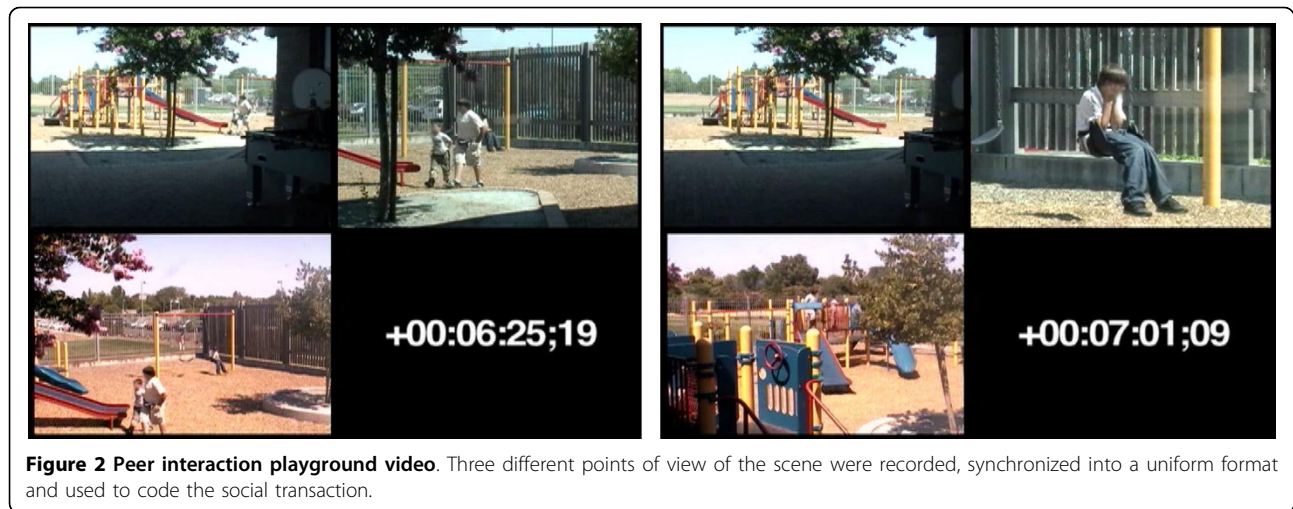 +00:06:25;19
+00:07:01;09
Figure 2 Peer interaction playground video. Three different points of view of the scene were recorded, synchronized into a uniform format
and used to code the social transaction.